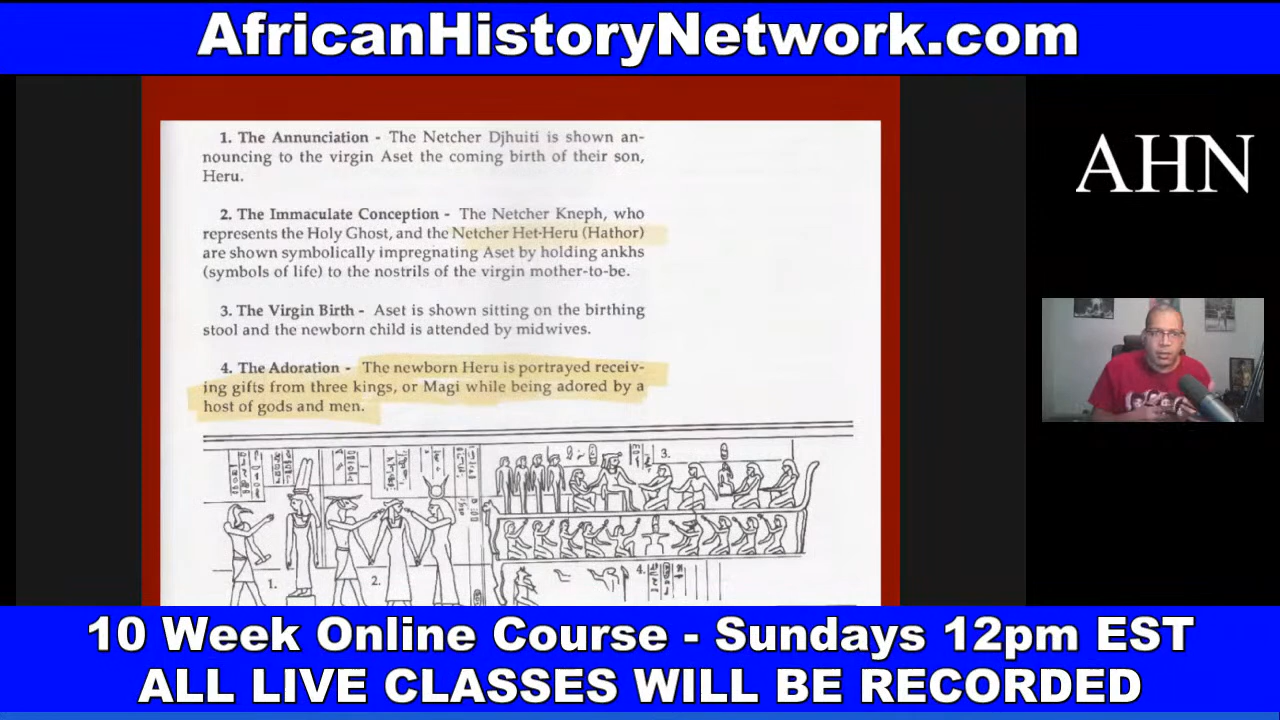 AfricanHistoryNetwork.com
1. The Annunciation - The Netcher Djhuiti is shown an-
nouncing to the virgin Aset the coming birth of their son,
Heru.
2. The Immaculate Conception - The Netcher Kneph, who
represents the Holy Ghost, and the Netcher Het-Heru (Hathor)
are shown symbolically impregnating Aset by holding ankhs
(symbols of life) to the nostrils of the virgin mother-to-be.
3. The Virgin Birth - Aset is shown sitting on the birthing
stool and the newborn child is attended by midwives.
4. The Adoration - The newborn Heru is portrayed receiv-
ing gifts from three kings, or Magi while being adored by a
host of gods and men.
3.
4.
1.
2.
AHN
10 Week Online Course - Sundays 12pm EST
ALL LIVE CLASSES WILL BE RECORDED